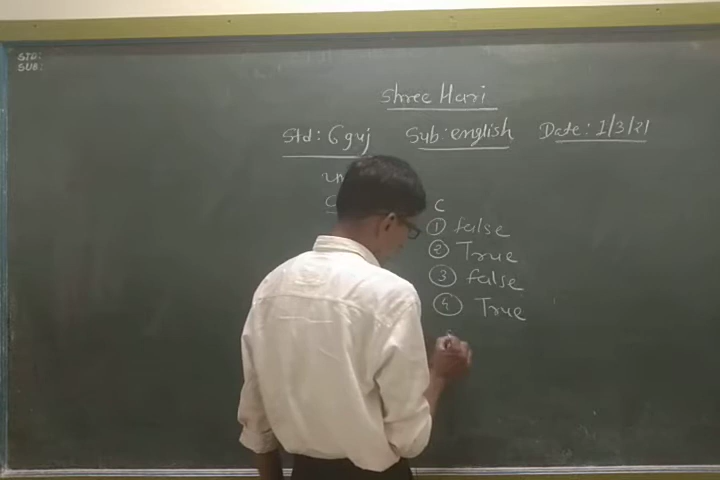 STD:
SUB:
Shree Hari
Std: 6 guj Sub: english Date: 1/3/21
un
C
① false
② True
③ false
④ True